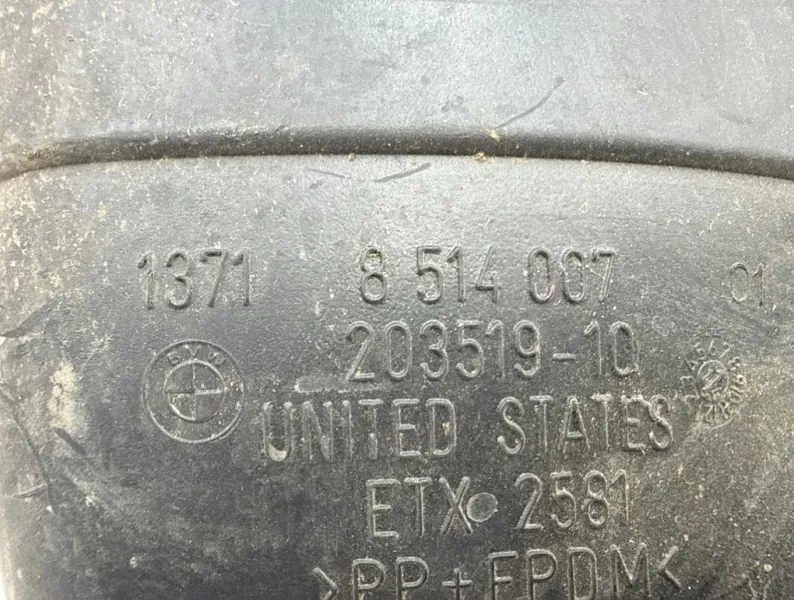 1371 8 514 007 01
203519-10
UNITED STATES
ETX 2581
>PP+EPDM<